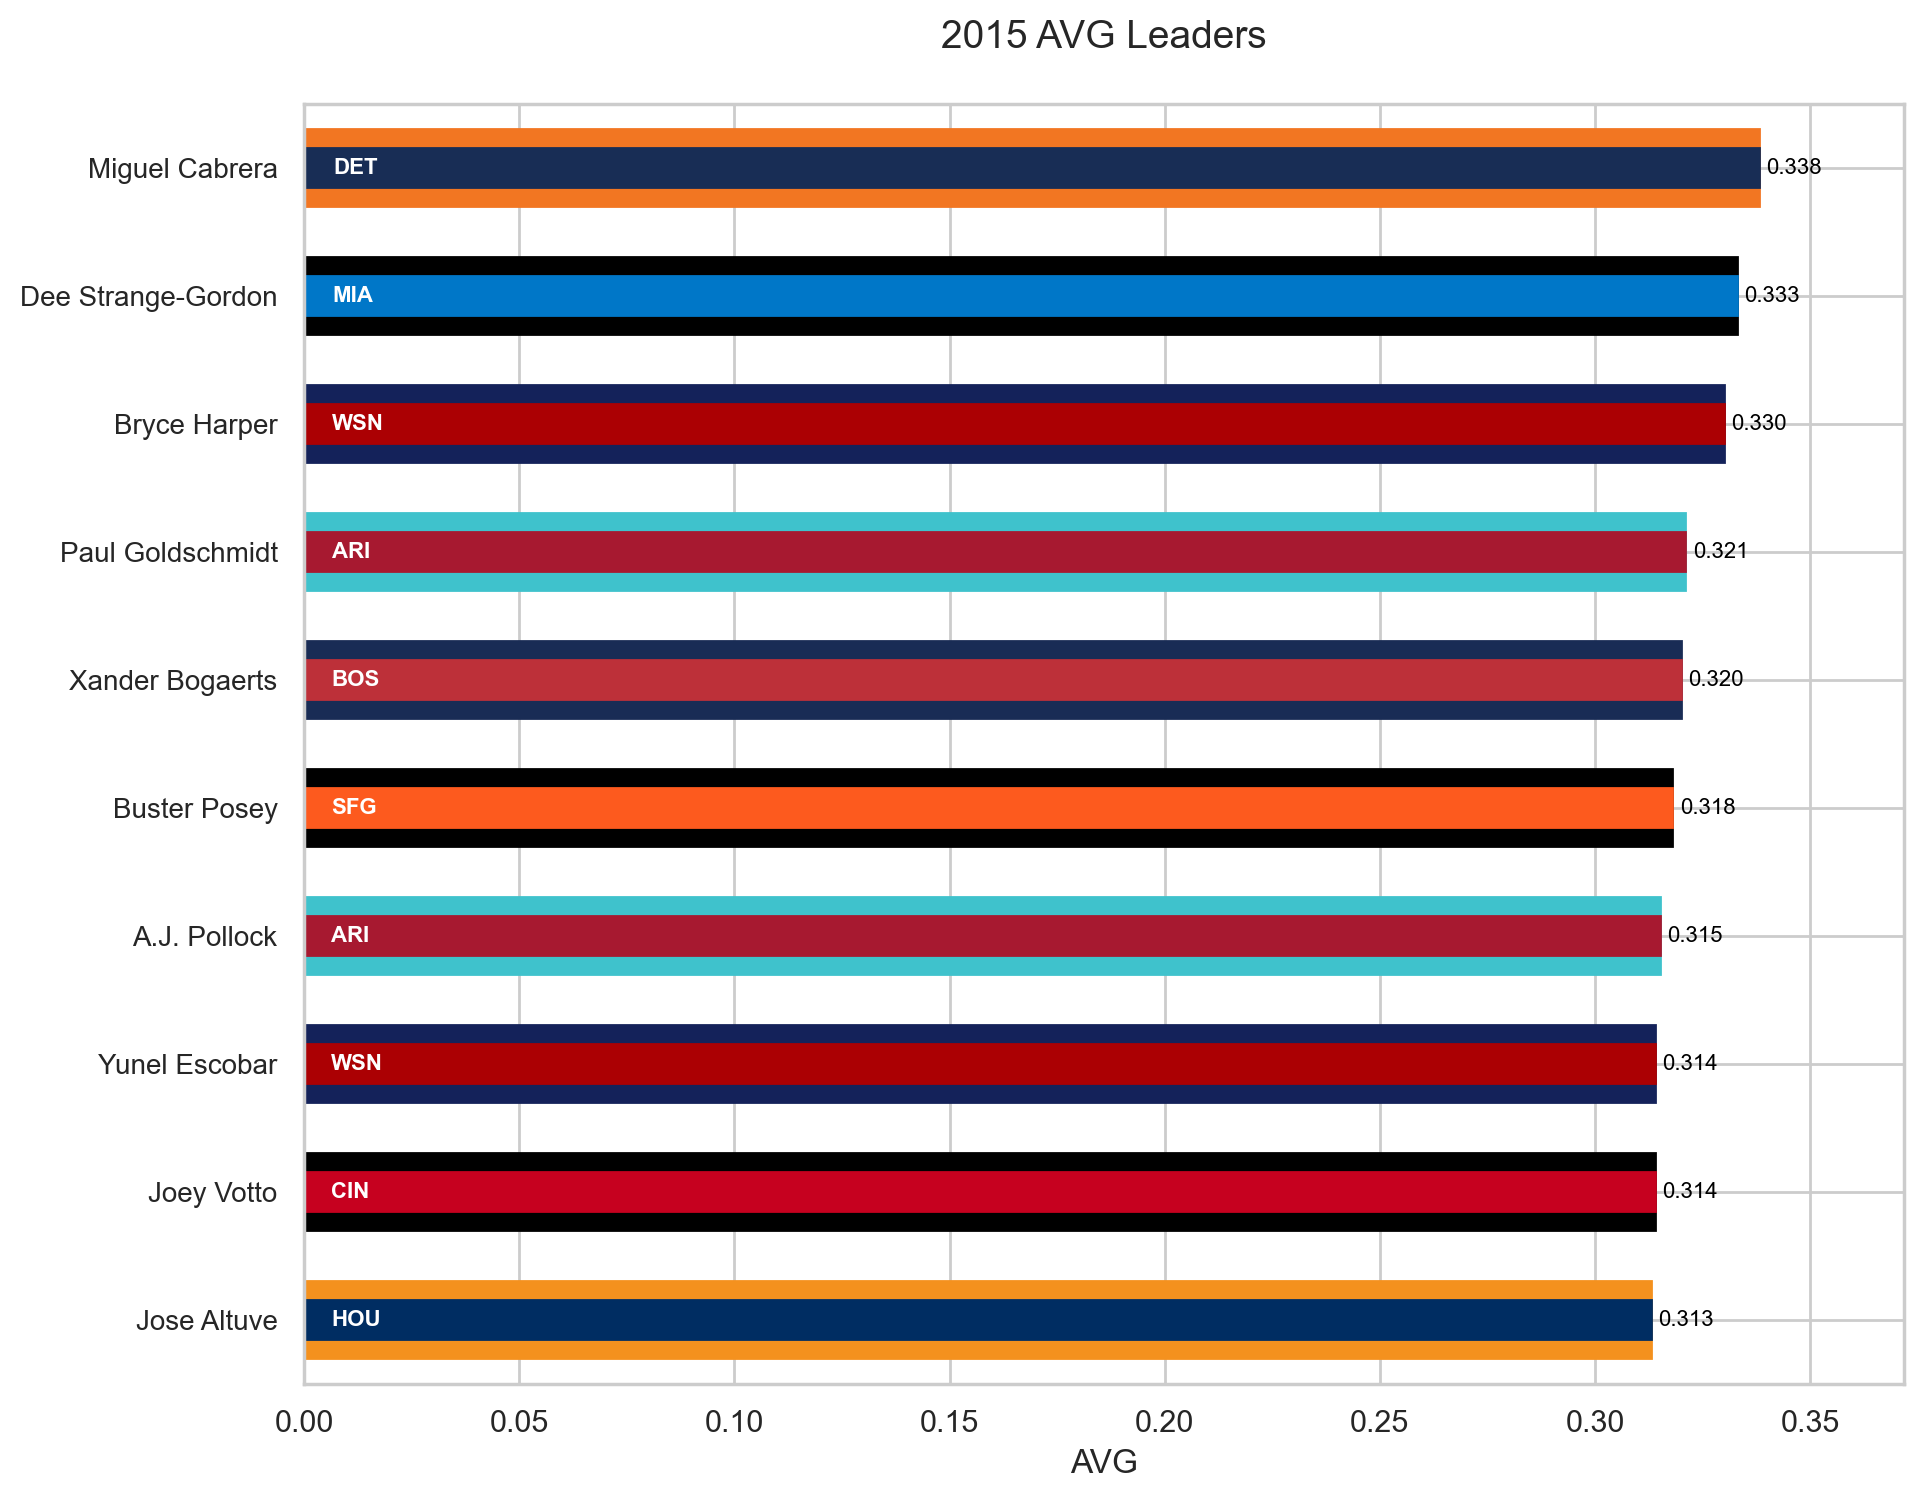 2015 AVG Leaders
Miguel Cabrera DET 0.338
Dee Strange-Gordon MIA 0.333
Bryce Harper WSN 0.330
Paul Goldschmidt ARI 0.321
Xander Bogaerts BOS 0.320
Buster Posey SFG 0.318
A.J. Pollock ARI 0.315
Yunel Escobar WSN 0.314
Joey Votto CIN 0.314
Jose Altuve HOU 0.313
0.00 0.05 0.10 0.15 0.20 0.25 0.30 0.35
AVG